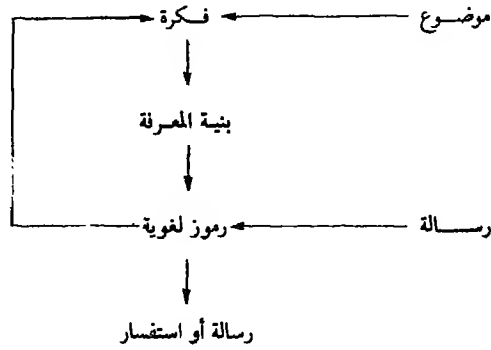 موضوع
فكرة
بنية المعرفة
رسالة
رموز لغوية
رسالة أو استفسار